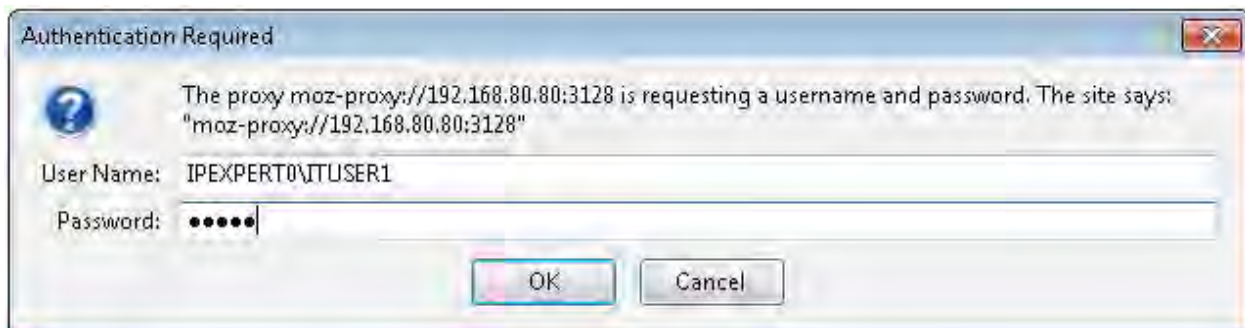 Authentication Required
The proxy moz-proxy://192.168.80.80:3128 is requesting a username and password. The site says:
"moz-proxy://192.168.80.80:3128"
User Name: IPEXPERT0\ITUSER1
Password: •••••
OK Cancel